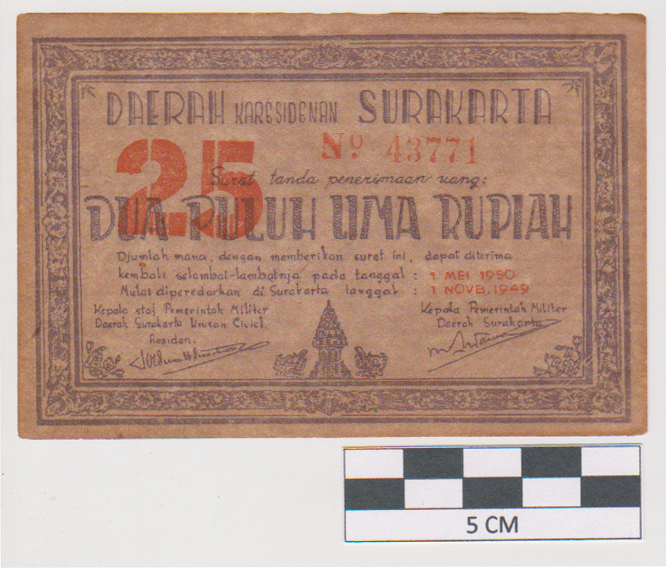 DAERAH KARESIDENAN SURAKARTA
25
Nº 43771
Surat tanda penerimaan uang:
DUA PULUH LIMA RUPIAH
Djumlah mana, dengan memberikan surat ini, dapat diterima
kembali selambat-lambatnja pada tanggal : 1 MEI 1950
Mulai diperedarkan di Surakarta tanggal : 1 NOVB. 1949
Kepala staf Pemerintah Militer
Daerah Surakarta Urusan Civiel.
Residen.
Kepala Pemerintah Militer
Daerah Surakarta
5 CM